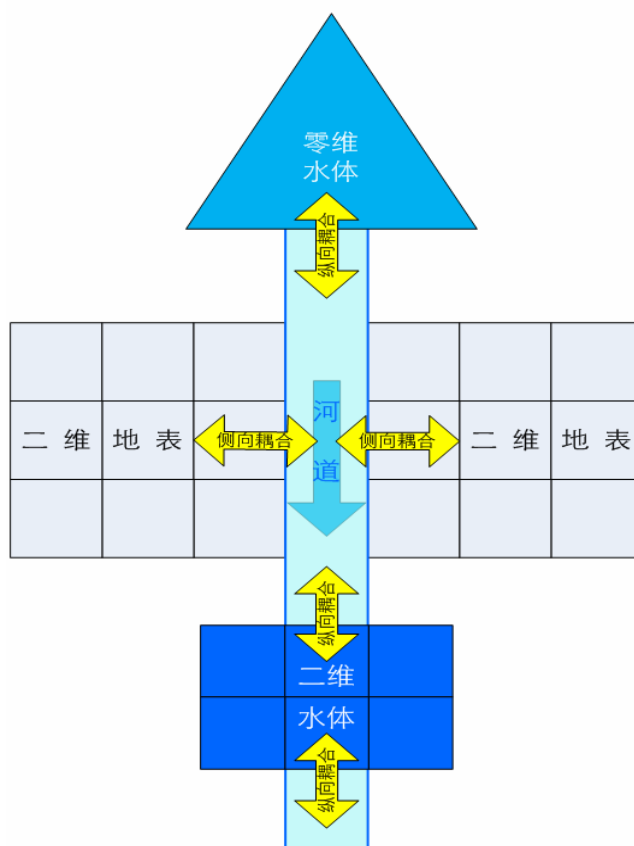 零维
水体
纵向耦合
二 维 地 表 侧向耦合 河 侧向耦合 二 维 地 表
道
纵向耦合
二维
水体
纵向耦合